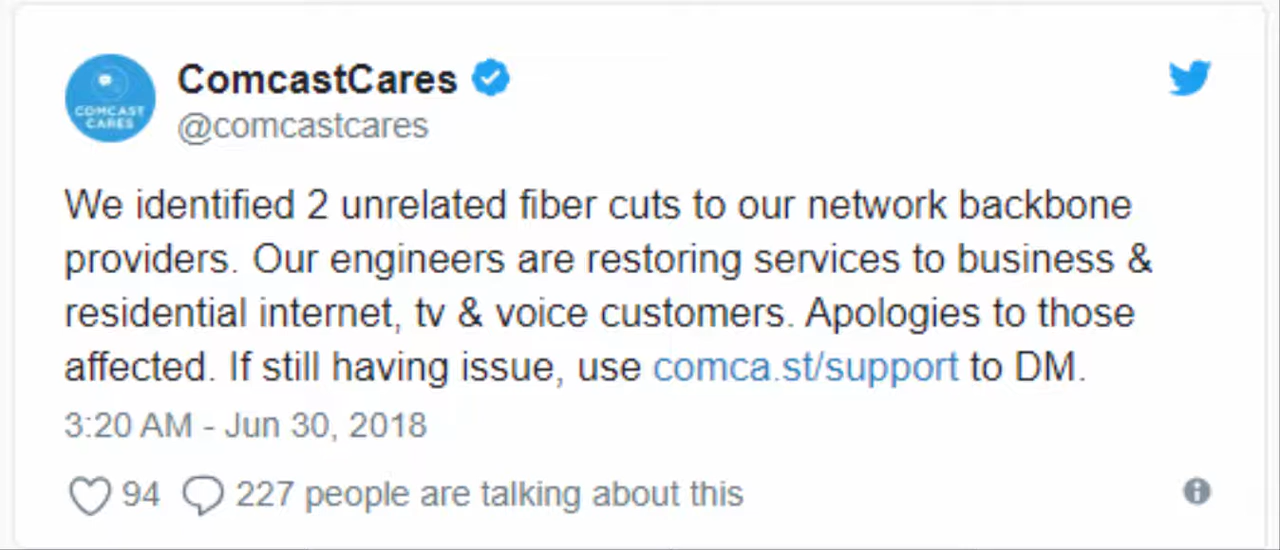 ComcastCares
@comcastcares
COMCAST
CARES
We identified 2 unrelated fiber cuts to our network backbone
providers. Our engineers are restoring services to business &
residential internet, tv & voice customers. Apologies to those
affected. If still having issue, use comca.st/support to DM.
3:20 AM - Jun 30, 2018
94 227 people are talking about this